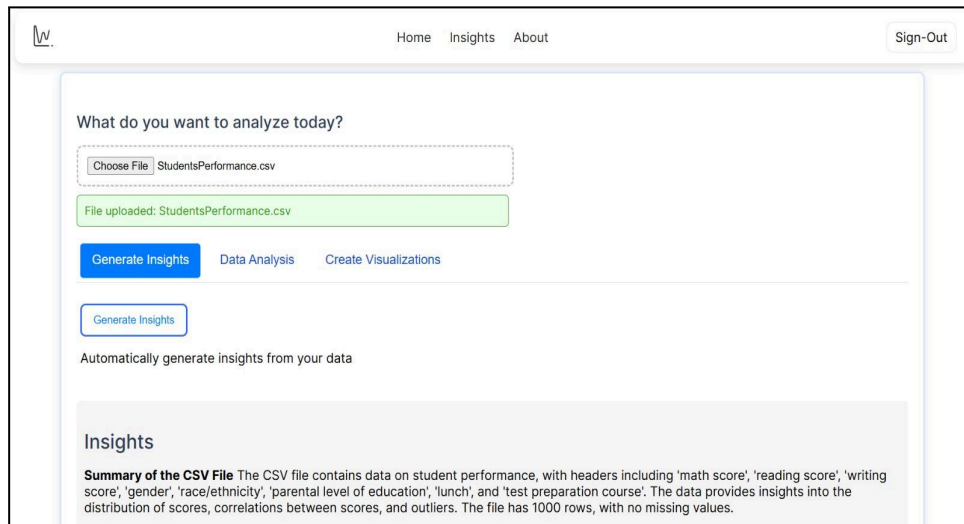 Home Insights About Sign-Out
What do you want to analyze today?
Choose File StudentsPerformance.csv
File uploaded: StudentsPerformance.csv
Generate Insights Data Analysis Create Visualizations
Generate Insights
Automatically generate insights from your data
Insights
Summary of the CSV File The CSV file contains data on student performance, with headers including 'math score', 'reading score', 'writing
score', 'gender', 'race/ethnicity', 'parental level of education', 'lunch', and 'test preparation course'. The data provides insights into the
distribution of scores, correlations between scores, and outliers. The file has 1000 rows, with no missing values.